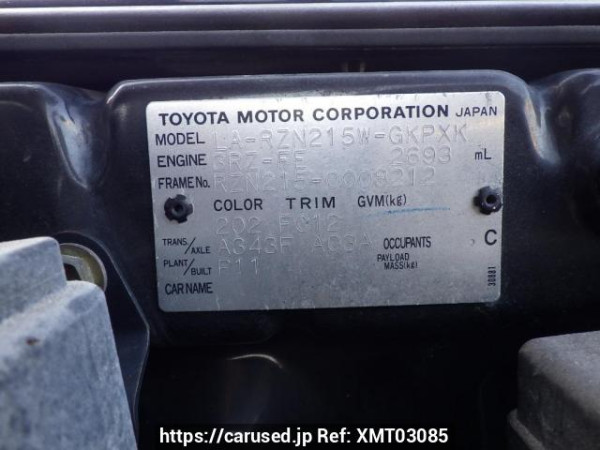 TOYOTA MOTOR CORPORATION JAPAN
MODEL LA-RZN215W-GKPXK
ENGINE 3RZ-FE 2693 mL
FRAME No. RZN215-0008212
COLOR TRIM GVM(kg)
202 FC12
TRANS/AXLE A343F A03A OCCUPANTS C
PLANT/BUILT P11 PAYLOAD MASS(kg)
CAR NAME
30881
https://carused.jp Ref: XMT03085